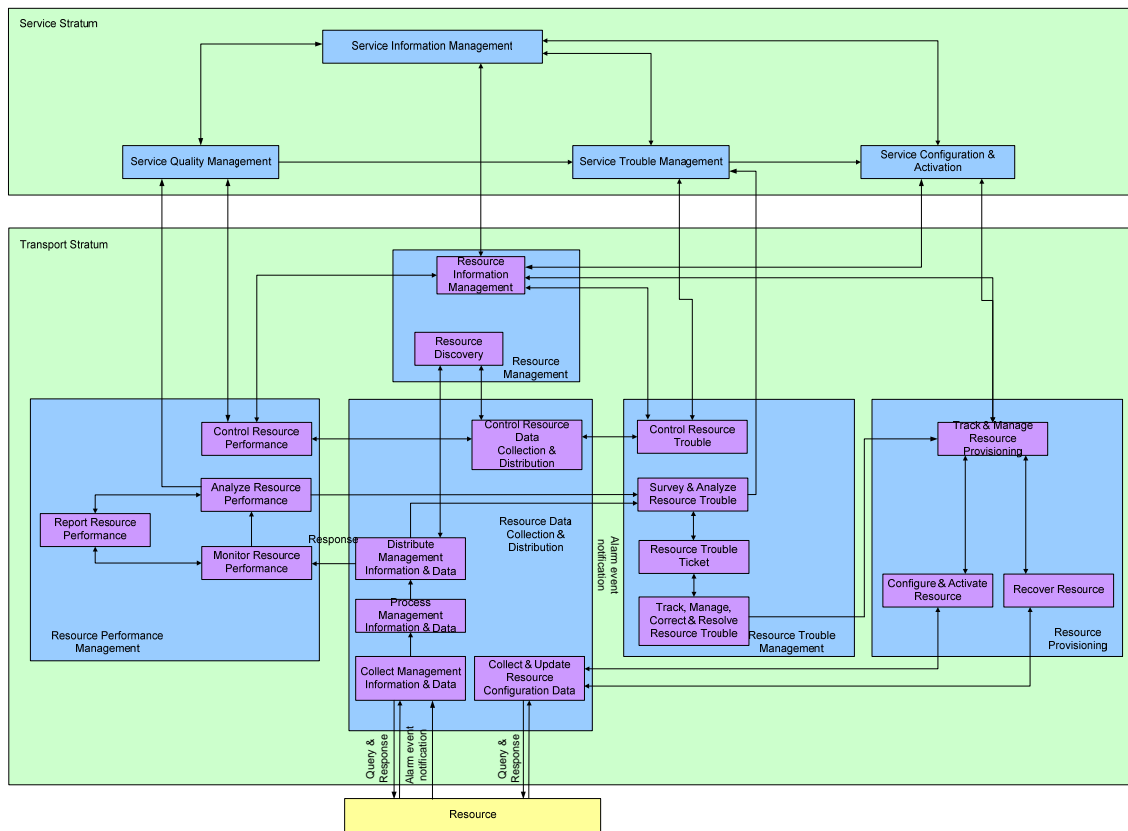 Service Stratum
Service Information Management
Service Quality Management
Service Trouble Management
Service Configuration &
Activation
Transport Stratum
Resource
Information
Management
Resource
Discovery
Resource
Management
Control Resource
Performance
Control Resource
Data
Collection &
Distribution
Control Resource
Trouble
Track & Manage
Resource
Provisioning
Analyze Resource
Performance
Survey & Analyze
Resource Trouble
Report Resource
Performance
Resource Data
Collection &
Distribution
Response
Monitor Resource
Performance
Distribute
Management
Information & Data
Alarm event
notification
Resource Trouble
Ticket
Configure & Activate
Resource
Recover Resource
Process
Management
Information & Data
Track, Manage,
Correct & Resolve
Resource Trouble
Resource Performance
Management
Resource Trouble
Management
Resource
Provisioning
Collect Management
Information & Data
Collect & Update
Resource
Configuration Data
Query &
Response
Alarm event
notification
Query &
Response
Resource